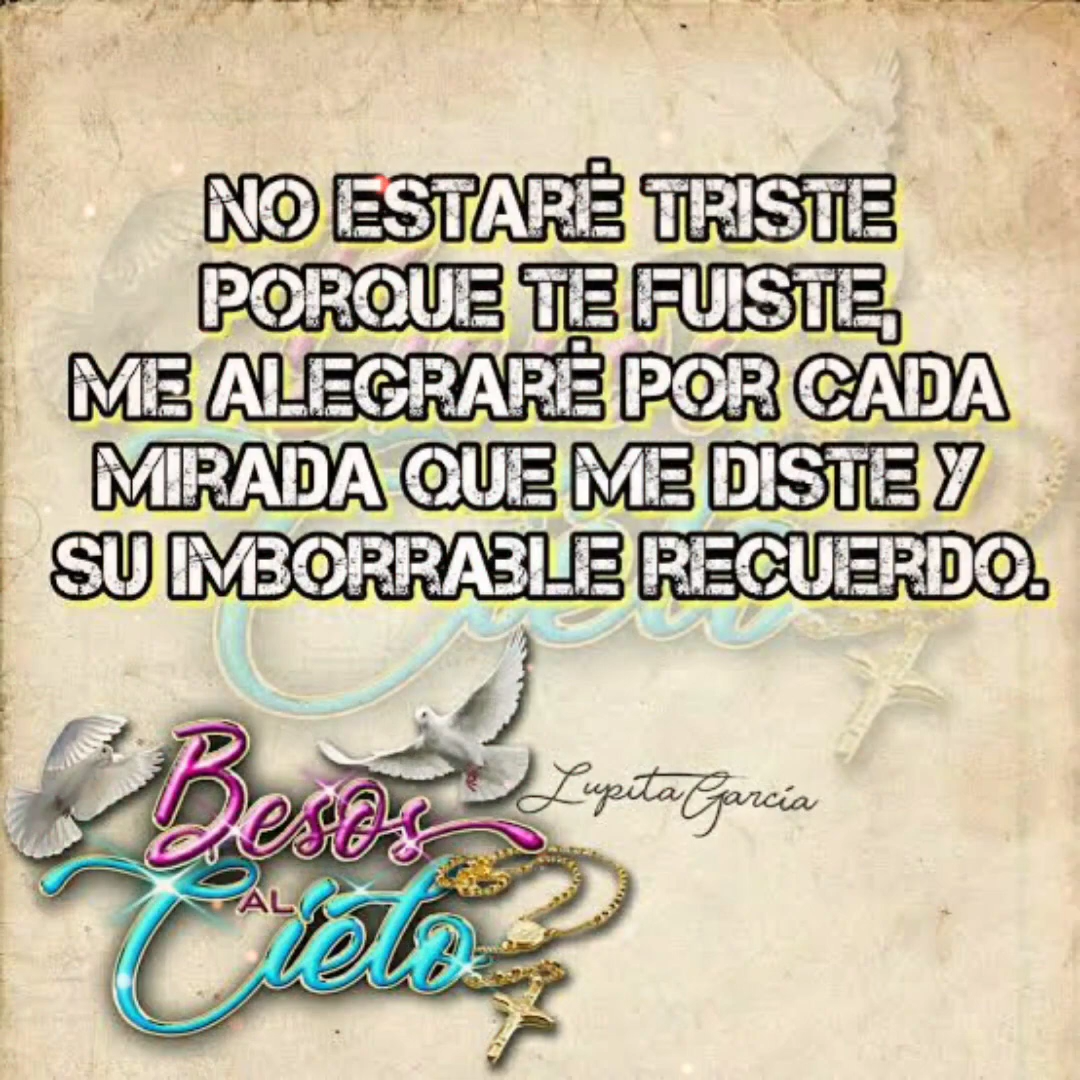 NO ESTARÉ TRISTE
PORQUE TE FUISTE,
ME ALEGRARÉ POR CADA
MIRADA QUE ME DISTE Y
SU IMBORRABLE RECUERDO.
Besos
AL
Cielo
Lupita García